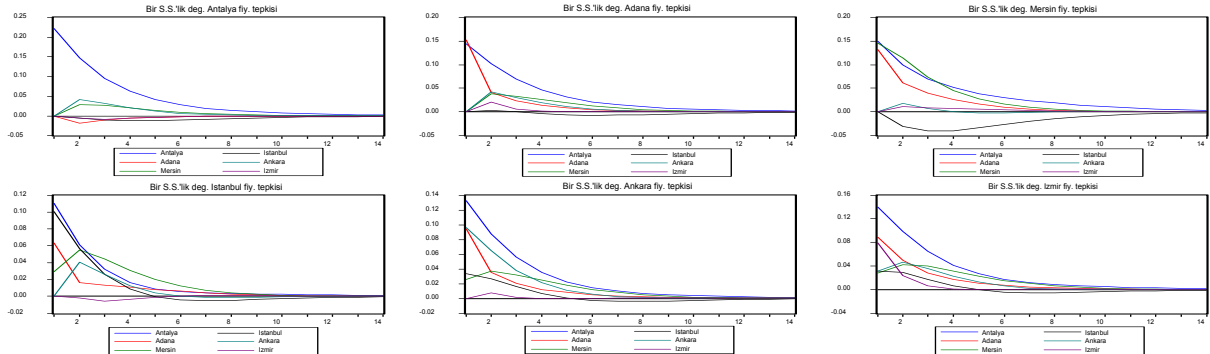 Bir S.S.'lik deg. Antalya fiy. tepkisi
0.25
0.20
0.15
0.10
0.05
0.00
-0.05
2 4 6 8 10 12 14
Antalya Istanbul
Adana Ankara
Mersin Izmir
Bir S.S.'lik deg. Adana fiy. tepkisi
0.20
0.15
0.10
0.05
0.00
-0.05
2 4 6 8 10 12 14
Antalya Istanbul
Adana Ankara
Mersin Izmir
Bir S.S.'lik deg. Mersin fiy. tepkisi
0.20
0.15
0.10
0.05
0.00
-0.05
2 4 6 8 10 12 14
Antalya Istanbul
Adana Ankara
Mersin Izmir
Bir S.S.'lik deg. Istanbul fiy. tepkisi
0.12
0.10
0.08
0.06
0.04
0.02
0.00
-0.02
2 4 6 8 10 12 14
Antalya Istanbul
Adana Ankara
Mersin Izmir
Bir S.S.'lik deg. Ankara fiy. tepkisi
0.14
0.12
0.10
0.08
0.06
0.04
0.02
0.00
-0.02
2 4 6 8 10 12 14
Antalya Istanbul
Adana Ankara
Mersin Izmir
Bir S.S.'lik deg. Izmir fiy. tepkisi
0.16
0.12
0.08
0.04
0.00
-0.04
2 4 6 8 10 12 14
Antalya Istanbul
Adana Ankara
Mersin Izmir